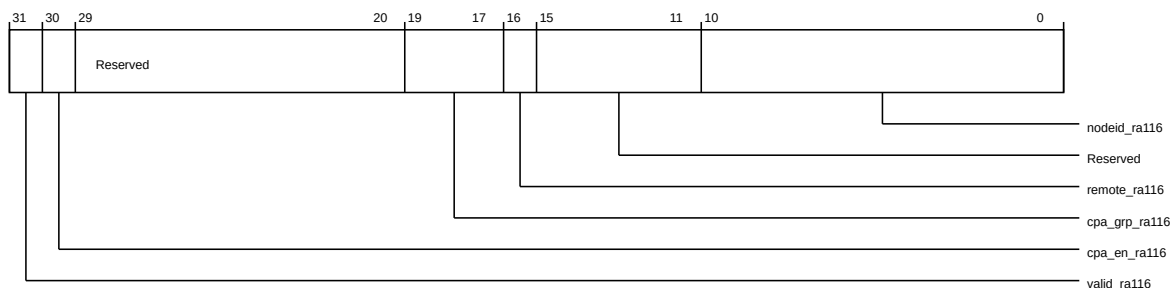 31 30 29 20 19 17 16 15 11 10 0
Reserved
nodeid_ra116
Reserved
remote_ra116
cpa_grp_ra116
cpa_en_ra116
valid_ra116